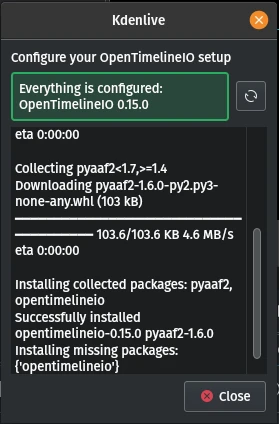 Kdenlive
Configure your OpenTimelineIO setup
Everything is configured:
OpenTimelineIO 0.15.0
eta 0:00:00
Collecting pyaaf2<1.7,>=1.4
Downloading pyaaf2-1.6.0-py2.py3-
none-any.whl (103 kB)
━━━━━━━━━━━━━━━━━━━━━━━━━━━━━
━━━━━━━━━━━ 103.6/103.6 KB 4.6 MB/s
eta 0:00:00
Installing collected packages: pyaaf2,
opentimelineio
Successfully installed
opentimelineio-0.15.0 pyaaf2-1.6.0
Installing missing packages:
{'opentimelineio'}
Close